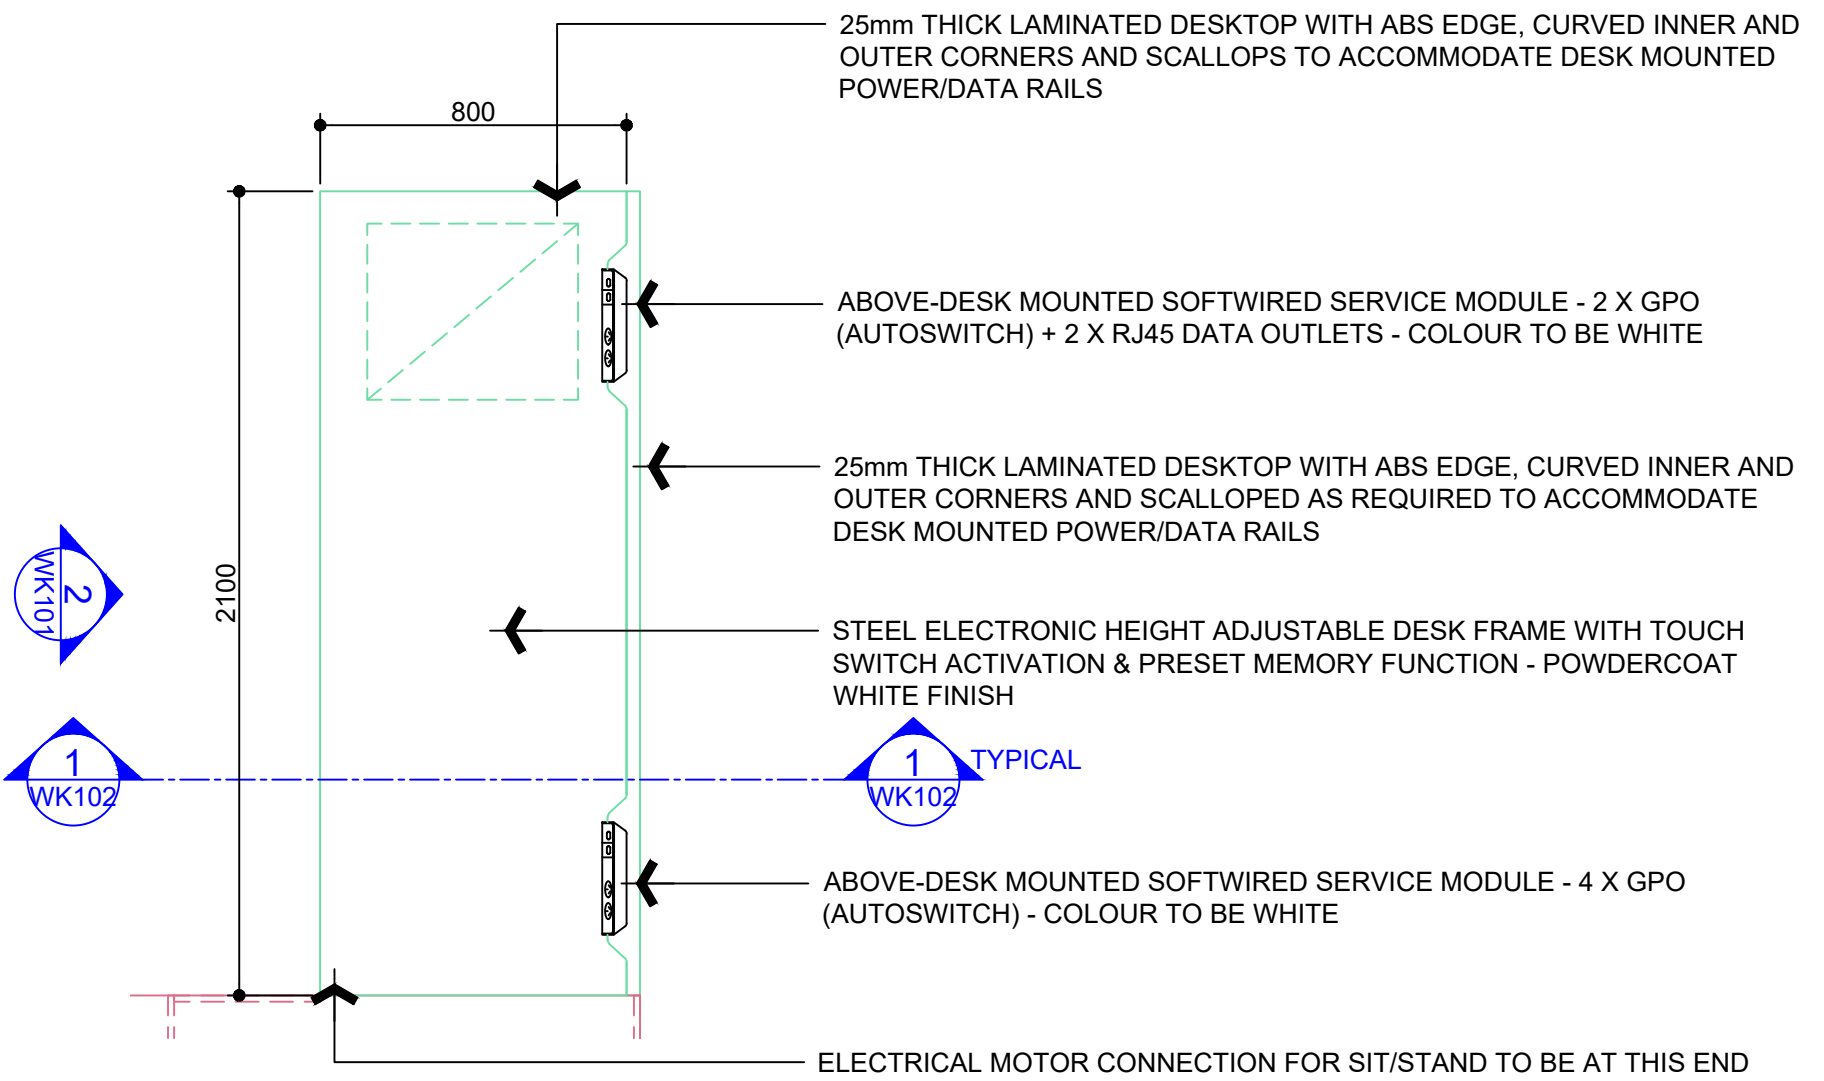 25mm THICK LAMINATED DESKTOP WITH ABS EDGE, CURVED INNER AND
OUTER CORNERS AND SCALLOPS TO ACCOMMODATE DESK MOUNTED
POWER/DATA RAILS
800
ABOVE-DESK MOUNTED SOFTWIRED SERVICE MODULE - 2 X GPO
(AUTOSWITCH) + 2 X RJ45 DATA OUTLETS - COLOUR TO BE WHITE
25mm THICK LAMINATED DESKTOP WITH ABS EDGE, CURVED INNER AND
OUTER CORNERS AND SCALLOPED AS REQUIRED TO ACCOMMODATE
DESK MOUNTED POWER/DATA RAILS
2
WK101
2100
STEEL ELECTRONIC HEIGHT ADJUSTABLE DESK FRAME WITH TOUCH
SWITCH ACTIVATION & PRESET MEMORY FUNCTION - POWDERCOAT
WHITE FINISH
1
WK102
1
WK102
TYPICAL
ABOVE-DESK MOUNTED SOFTWIRED SERVICE MODULE - 4 X GPO
(AUTOSWITCH) - COLOUR TO BE WHITE
ELECTRICAL MOTOR CONNECTION FOR SIT/STAND TO BE AT THIS END